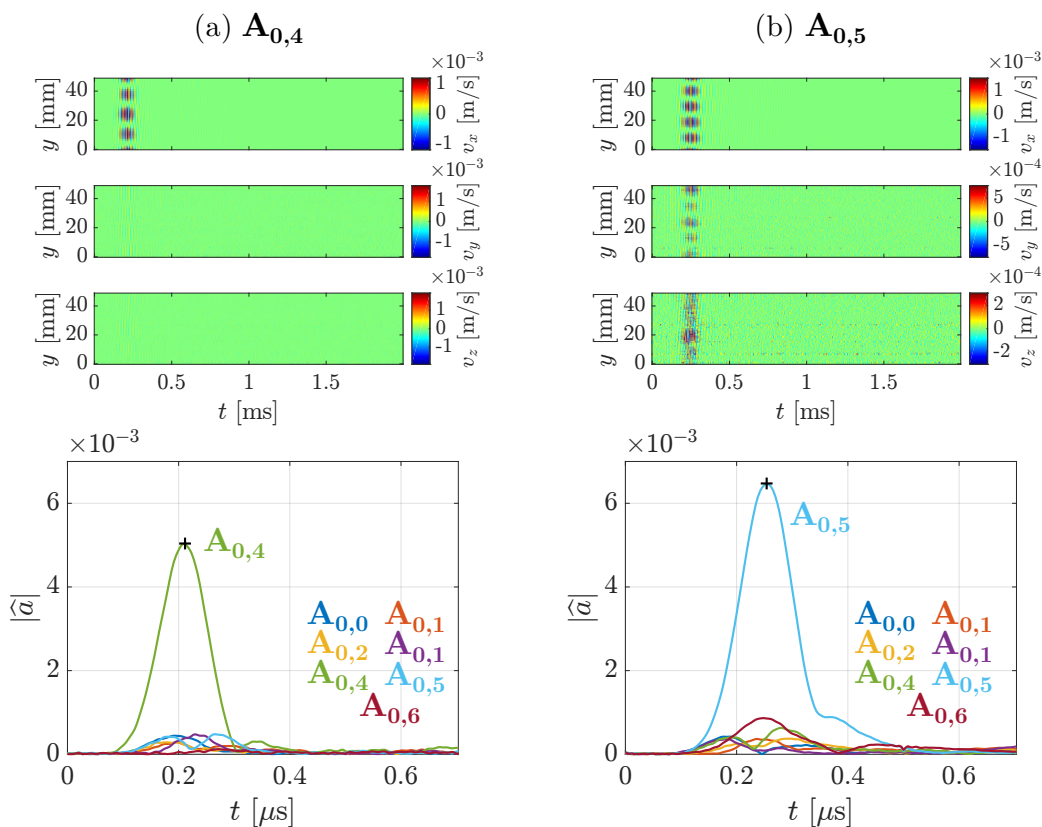 (a) A0,4
×10−3
y [mm]
40
20
0
1
0
-1
vx [m/s]
×10−3
y [mm]
40
20
0
1
0
-1
vy [m/s]
×10−3
y [mm]
40
20
0
1
0
-1
vz [m/s]
0 0.5 1 1.5
t [ms]
×10−3
6
4
2
0
|â|
A0,4
A0,0 A0,1
A0,2 A0,1
A0,4 A0,5
A0,6
0 0.2 0.4 0.6
t [μs]
(b) A0,5
×10−3
y [mm]
40
20
0
1
0
-1
vx [m/s]
×10−4
y [mm]
40
20
0
5
0
-5
vy [m/s]
×10−4
y [mm]
40
20
0
2
0
-2
vz [m/s]
0 0.5 1 1.5
t [ms]
×10−3
6
4
2
0
|â|
A0,5
A0,0 A0,1
A0,2 A0,1
A0,4 A0,5
A0,6
0 0.2 0.4 0.6
t [μs]